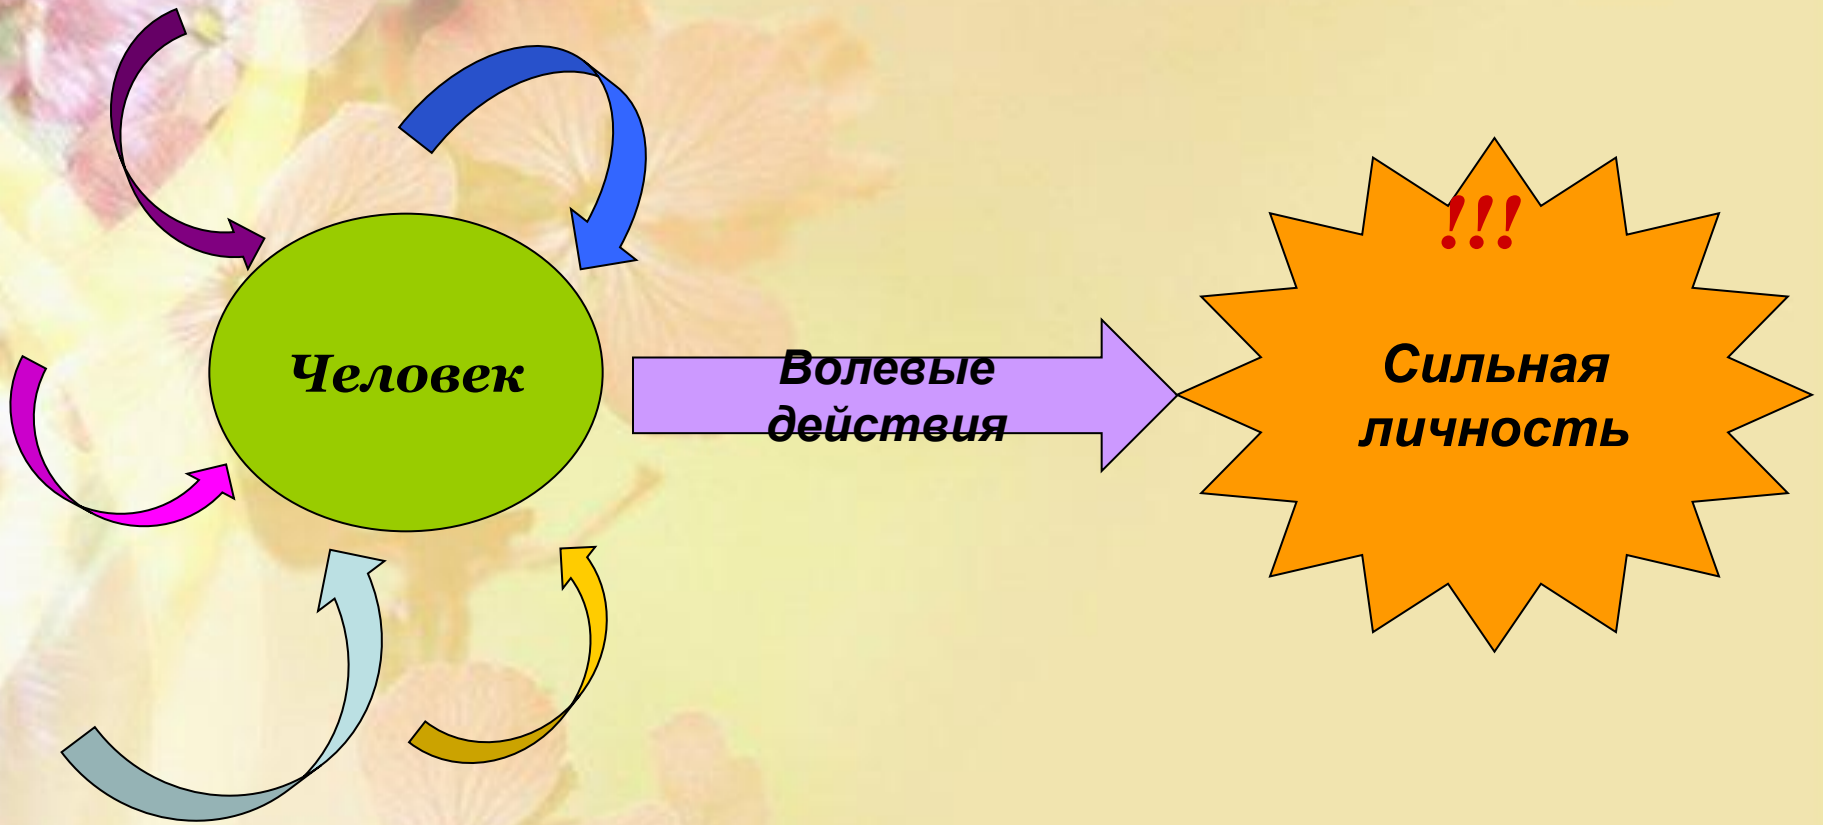 Человек
Волевые
действия
!!!
Сильная
личность